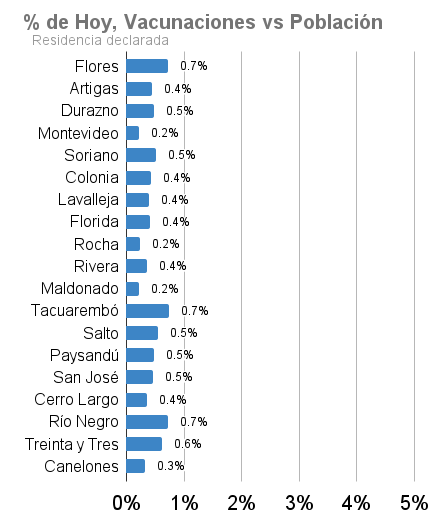 % de Hoy, Vacunaciones vs Población
Residencia declarada
Flores 0.7%
Artigas 0.4%
Durazno 0.5%
Montevideo 0.2%
Soriano 0.5%
Colonia 0.4%
Lavalleja 0.4%
Florida 0.4%
Rocha 0.2%
Rivera 0.4%
Maldonado 0.2%
Tacuarembó 0.7%
Salto 0.5%
Paysandú 0.5%
San José 0.5%
Cerro Largo 0.4%
Río Negro 0.7%
Treinta y Tres 0.6%
Canelones 0.3%
0% 1% 2% 3% 4% 5%